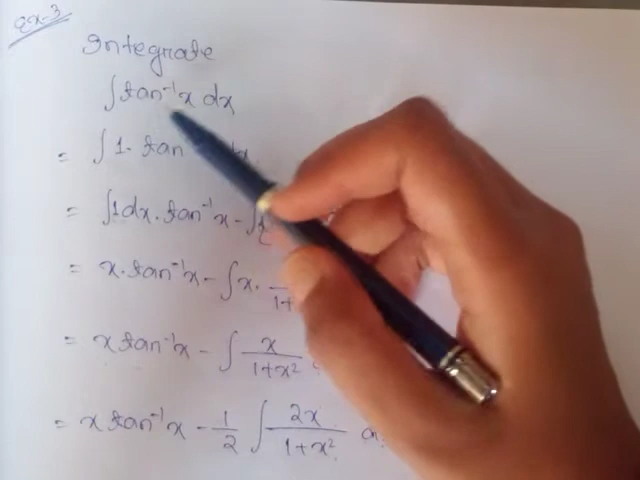 Ex-3
Integrate
∫ tan⁻¹x dx
= ∫ 1. tan
= ∫1dx. tan⁻¹x - ∫{
= x. tan⁻¹x - ∫ x. 1+
= x tan⁻¹x - ∫ x/1+x²
= x tan⁻¹x - 1/2 ∫ 2x/1+x²